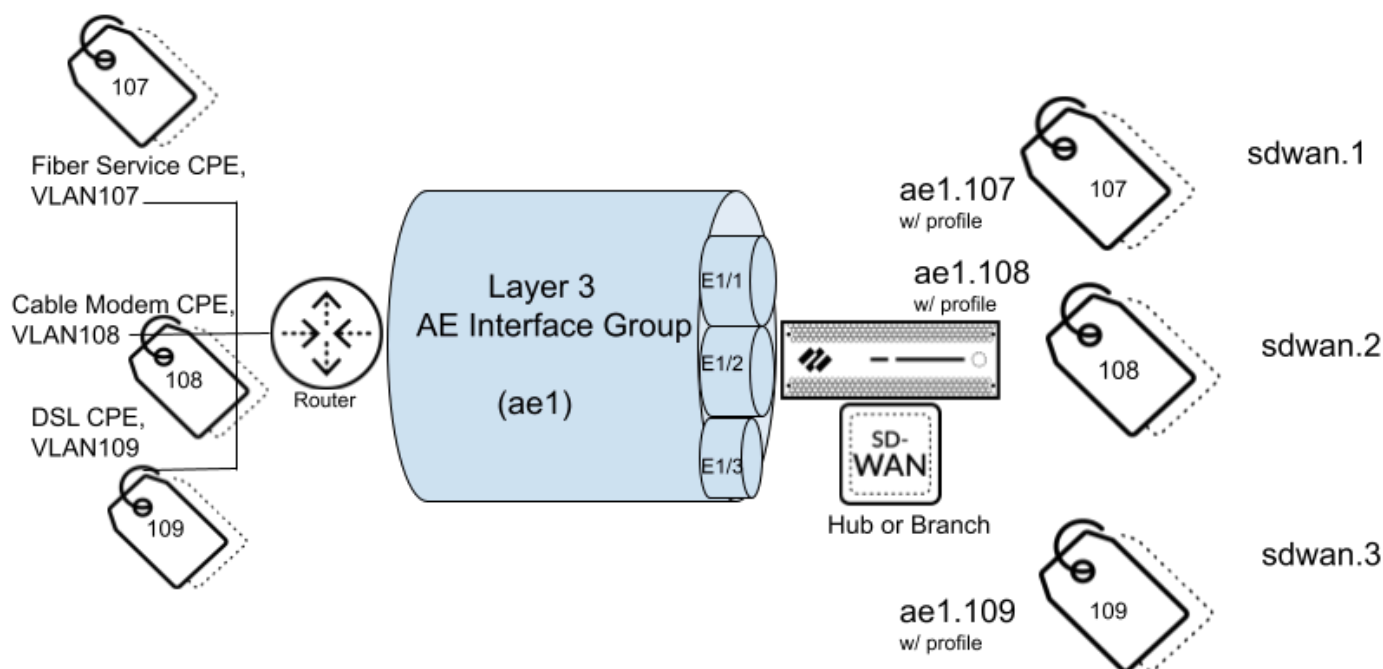 107
Fiber Service CPE,
VLAN107
Cable Modem CPE,
VLAN108
108
DSL CPE,
VLAN109
109
Router
Layer 3
AE Interface Group
(ae1)
E1/1
E1/2
E1/3
SD-
WAN
Hub or Branch
ae1.107
w/ profile
107
sdwan.1
ae1.108
w/ profile
108
sdwan.2
ae1.109
w/ profile
109
sdwan.3